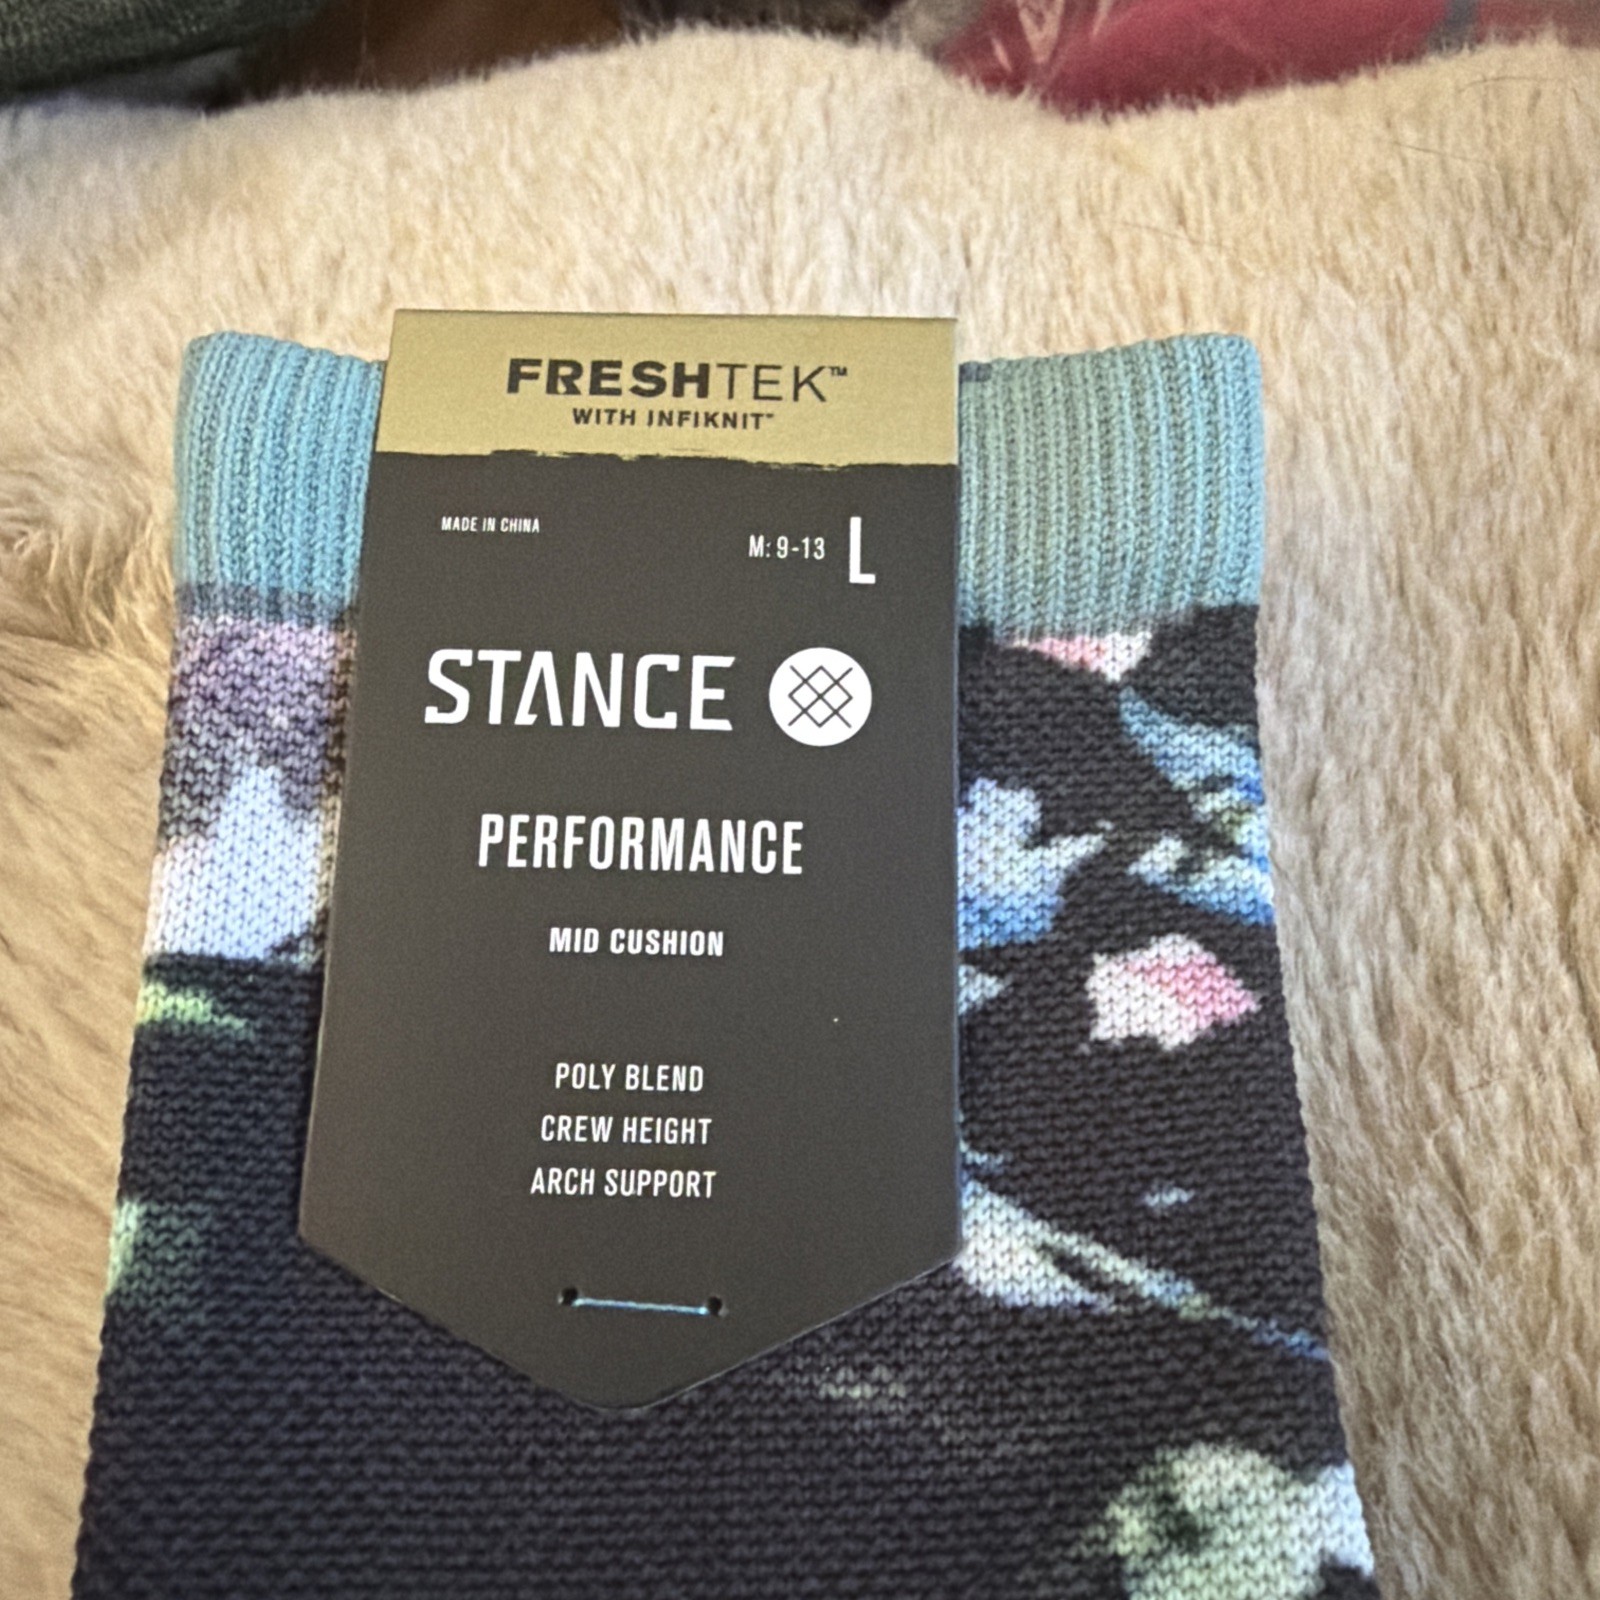 FRESHTEK™
WITH INFIKNIT™
MADE IN CHINA
M: 9-13 L
STANCE
PERFORMANCE
MID CUSHION
POLY BLEND
CREW HEIGHT
ARCH SUPPORT